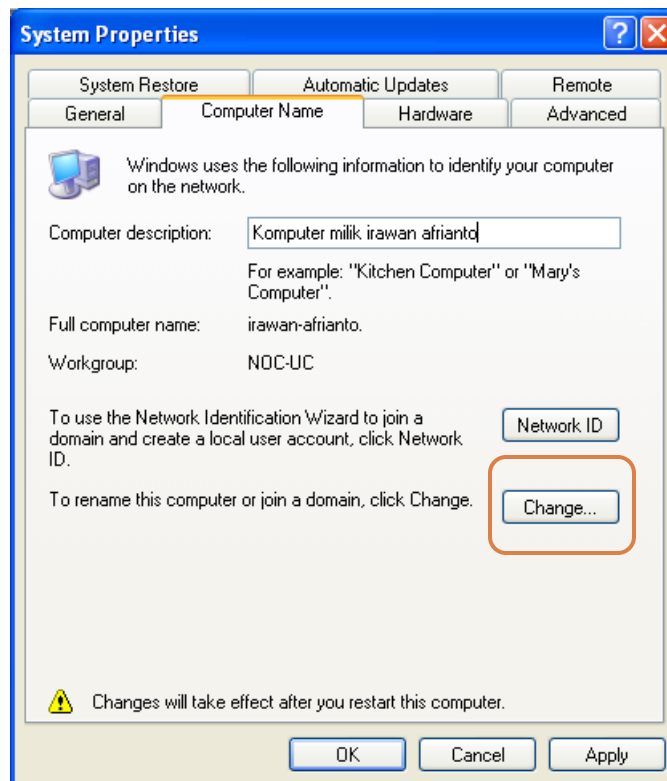 System Properties
System Restore
Automatic Updates
Remote
General
Computer Name
Hardware
Advanced
Windows uses the following information to identify your computer
on the network.
Computer description:
Komputer milik irawan afrianto
For example: "Kitchen Computer" or "Mary's
Computer".
Full computer name:
irawan-afrianto.
Workgroup:
NOC-UC
To use the Network Identification Wizard to join a
domain and create a local user account, click Network
ID.
Network ID
To rename this computer or join a domain, click Change.
Change...
Changes will take effect after you restart this computer.
OK
Cancel
Apply